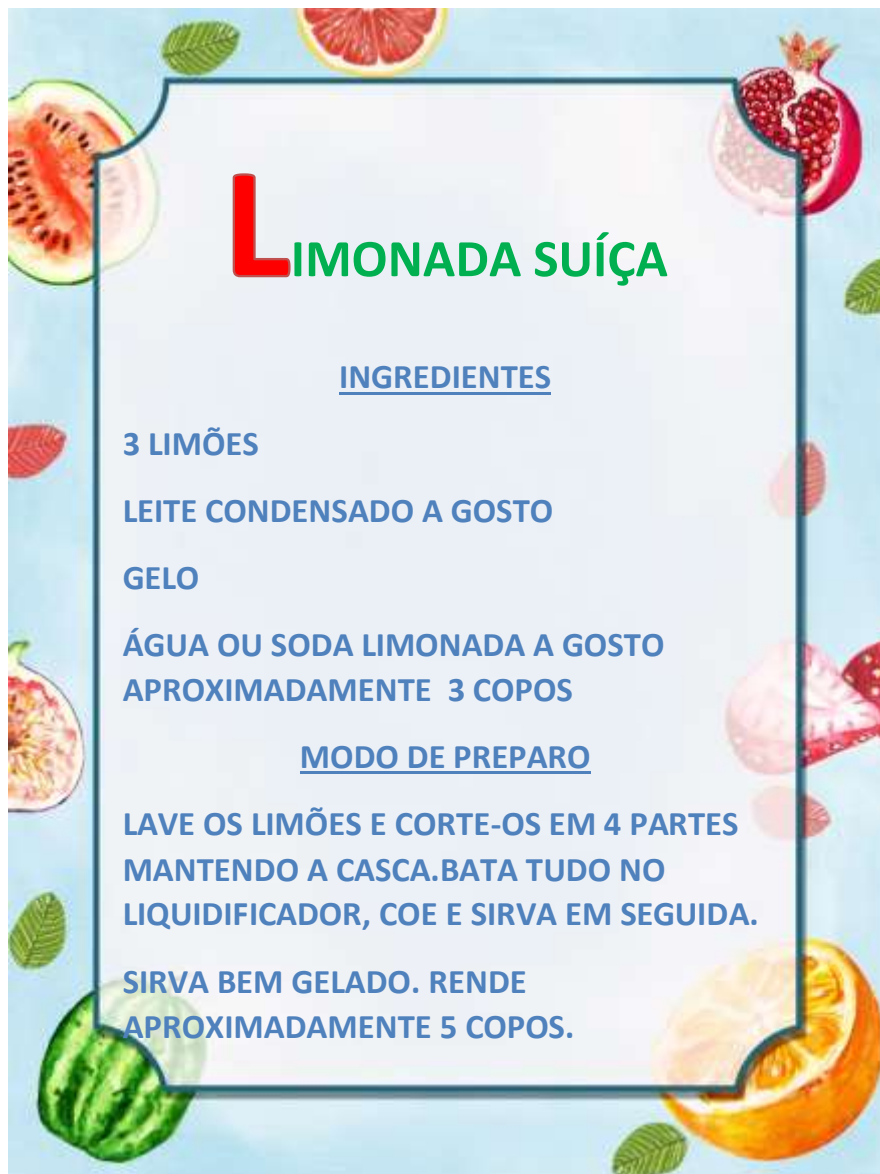 LIMONADA SUÍÇA
INGREDIENTES
3 LIMÕES
LEITE CONDENSADO A GOSTO
GELO
ÁGUA OU SODA LIMONADA A GOSTO
APROXIMADAMENTE  3 COPOS
MODO DE PREPARO
LAVE OS LIMÕES E CORTE-OS EM 4 PARTES
MANTENDO A CASCA.BATA TUDO NO
LIQUIDIFICADOR, COE E SIRVA EM SEGUIDA.
SIRVA BEM GELADO. RENDE
APROXIMADAMENTE 5 COPOS.